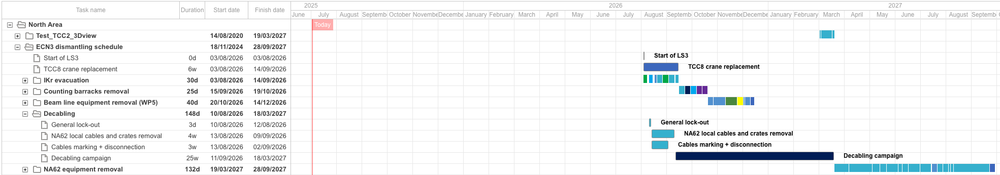 Task name Duration Start date Finish date 2025 2026 2027
June July August Septemb October Novembe Decembe January February March April May June July August Septemb October Novembe Decembe January February March April May June July August Septemb
North Area Today
Test_TCC2_3Dview 14/08/2020 19/03/2027
ECN3 dismantling schedule 18/11/2024 28/09/2027
Start of LS3 0d 03/08/2026 03/08/2026 Start of LS3
TCC8 crane replacement 6w 03/08/2026 14/09/2026 TCC8 crane replacement
IKr evacuation 30d 03/08/2026 14/09/2026
Counting barracks removal 25d 15/09/2026 19/10/2026
Beam line equipment removal (WP5) 40d 20/10/2026 14/12/2026
Decabling 148d 10/08/2026 18/03/2027
General lock-out 3d 10/08/2026 12/08/2026 General lock-out
NA62 local cables and crates removal 4w 13/08/2026 09/09/2026 NA62 local cables and crates removal
Cables marking + disconnection 3w 13/08/2026 02/09/2026 Cables marking + disconnection
Decabling campaign 25w 11/09/2026 18/03/2027 Decabling campaign
NA62 equipment removal 132d 19/03/2027 28/09/2027